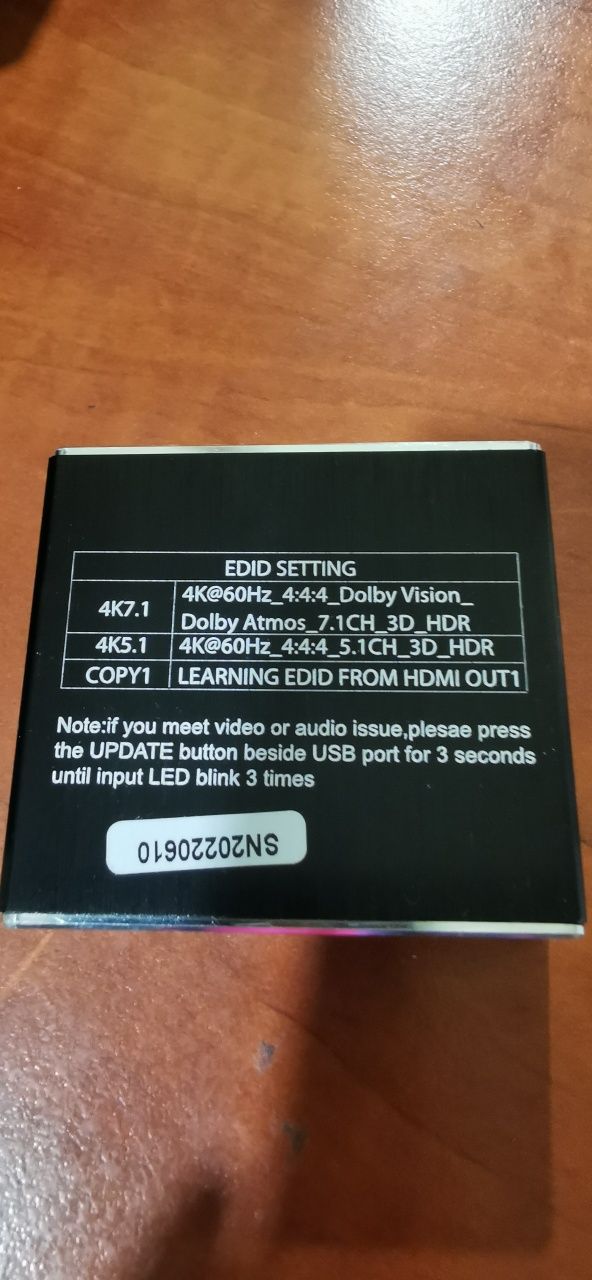 EDID SETTING
4K7.1 4K@60Hz_4:4:4_Dolby Vision_
Dolby Atmos_7.1CH_3D_HDR
4K5.1 4K@60Hz_4:4:4_5.1CH_3D_HDR
COPY1 LEARNING EDID FROM HDMI OUT1
Note:if you meet video or audio issue,plesae press
the UPDATE button beside USB port for 3 seconds
until input LED blink 3 times
SN20220610